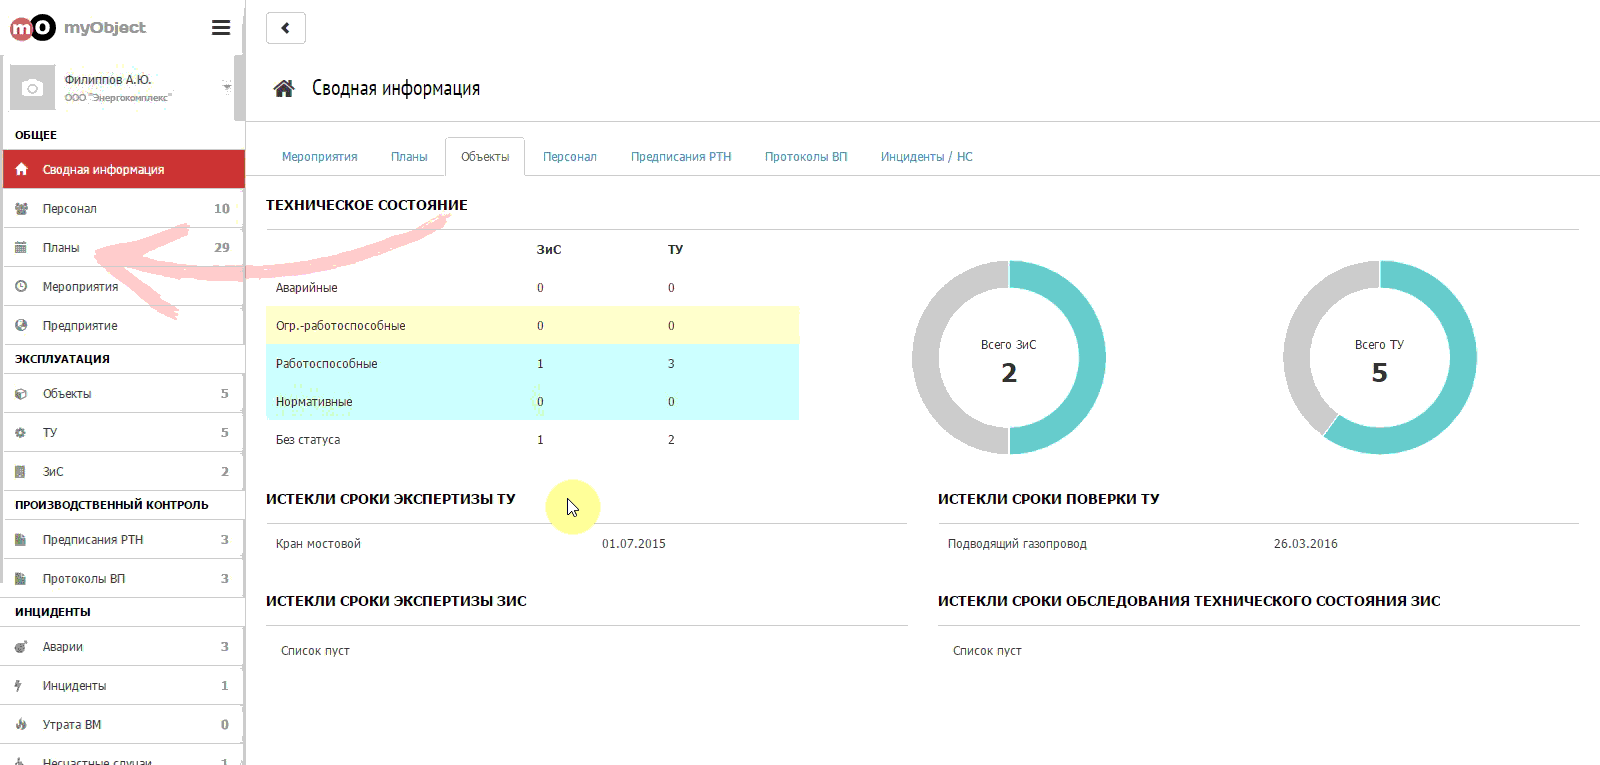 mO myObject
Филиппов А.Ю.
ООО "Энергокомплекс"
ОБЩЕЕ
Сводная информация
Персонал 10
Планы 29
Мероприятия
Предприятие
ЭКСПЛУАТАЦИЯ
Объекты 5
ТУ 5
ЗиС 2
ПРОИЗВОДСТВЕННЫЙ КОНТРОЛЬ
Предписания РТН 3
Протоколы ВП 3
ИНЦИДЕНТЫ
Аварии 3
Инциденты 1
Утрата ВМ 0
Несчастные случаи 1
Сводная информация
Мероприятия Планы Объекты Персонал Предписания РТН Протоколы ВП Инциденты / НС
ТЕХНИЧЕСКОЕ СОСТОЯНИЕ
ЗиС ТУ
Аварийные 0 0
Огр.-работоспособные 0 0
Работоспособные 1 3
Нормативные 0 0
Без статуса 1 2
Всего ЗиС
2
Всего ТУ
5
ИСТЕКЛИ СРОКИ ЭКСПЕРТИЗЫ ТУ
Кран мостовой 01.07.2015
ИСТЕКЛИ СРОКИ ПОВЕРКИ ТУ
Подводящий газопровод 26.03.2016
ИСТЕКЛИ СРОКИ ЭКСПЕРТИЗЫ ЗИС
Список пуст
ИСТЕКЛИ СРОКИ ОБСЛЕДОВАНИЯ ТЕХНИЧЕСКОГО СОСТОЯНИЯ ЗИС
Список пуст